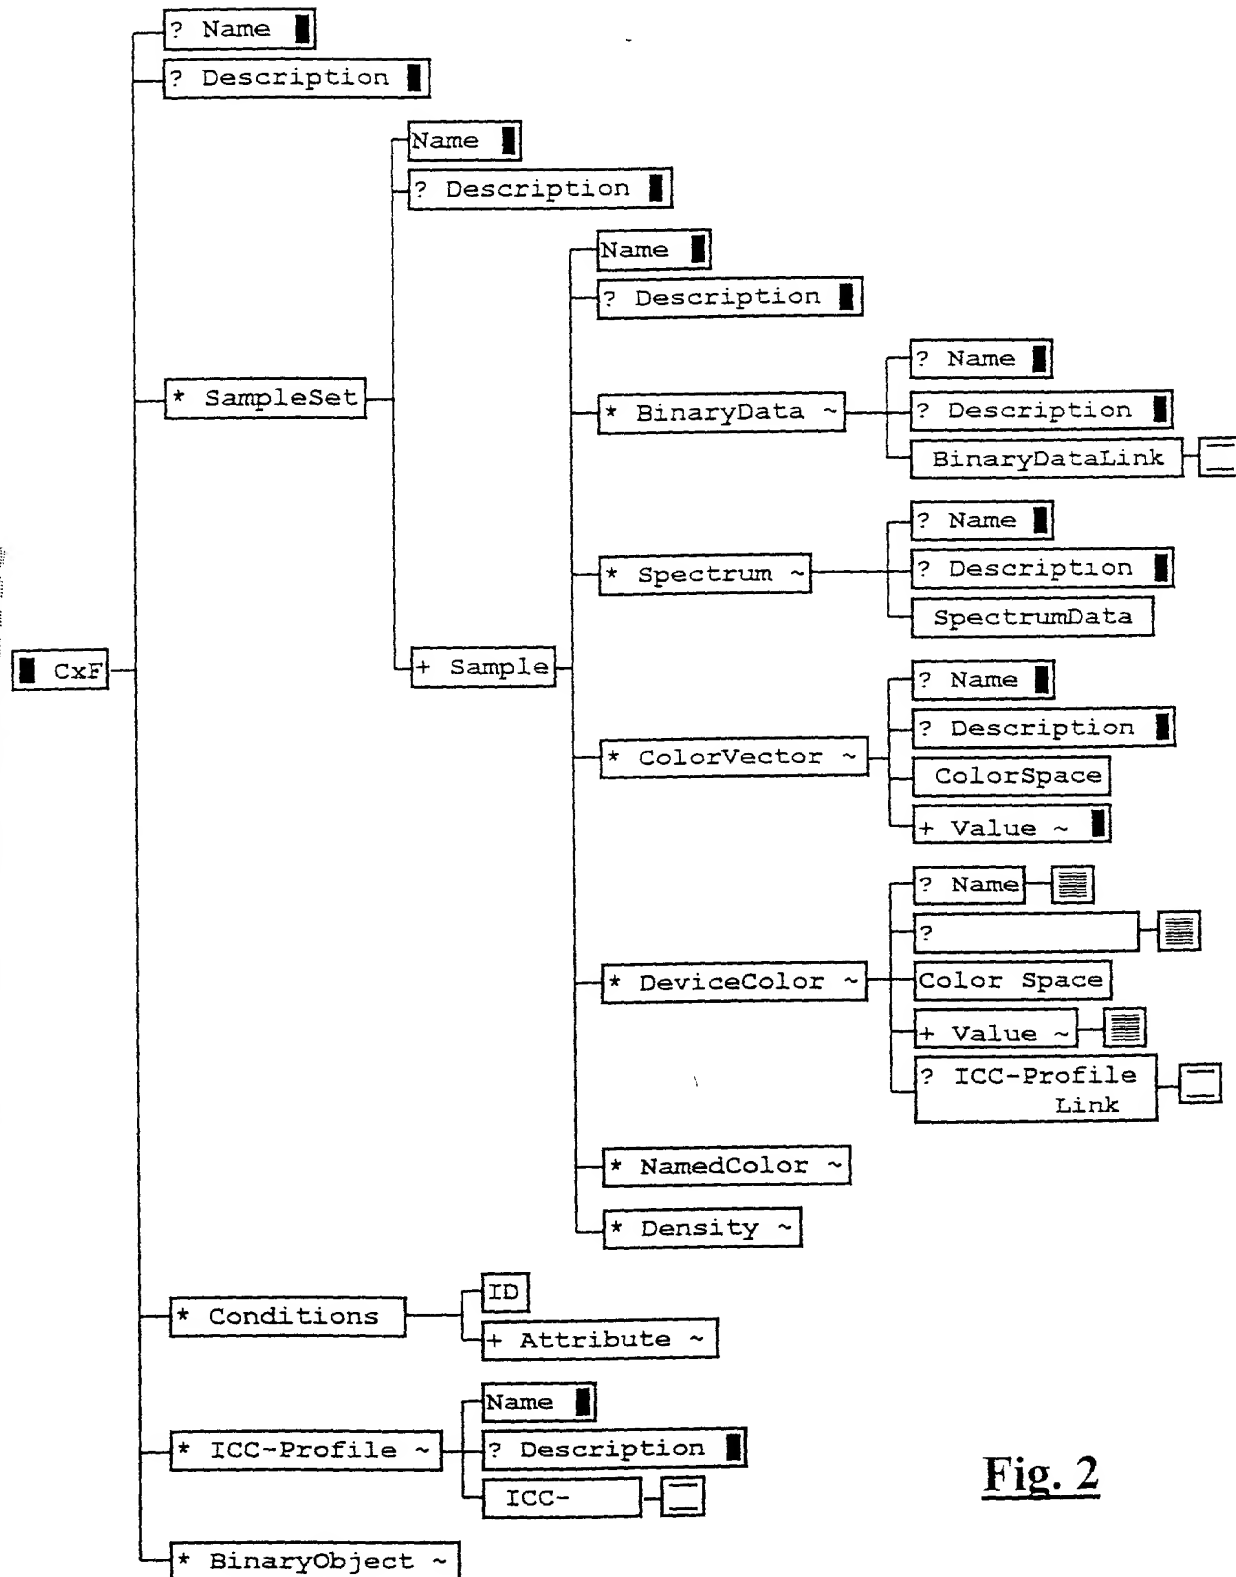 ? Name
? Description
Name
? Description
Name
? Description
? Name
* SampleSet
* BinaryData ~
? Description
BinaryDataLink
? Name
* Spectrum ~
? Description
SpectrumData
CxF
+ Sample
? Name
? Description
* ColorVector ~
ColorSpace
+ Value ~
? Name
?
* DeviceColor ~
Color Space
+ Value ~
? ICC-Profile
Link
* NamedColor ~
* Density ~
ID
* Conditions
+ Attribute ~
Name
* ICC-Profile ~
? Description
ICC-
Fig. 2
* BinaryObject ~